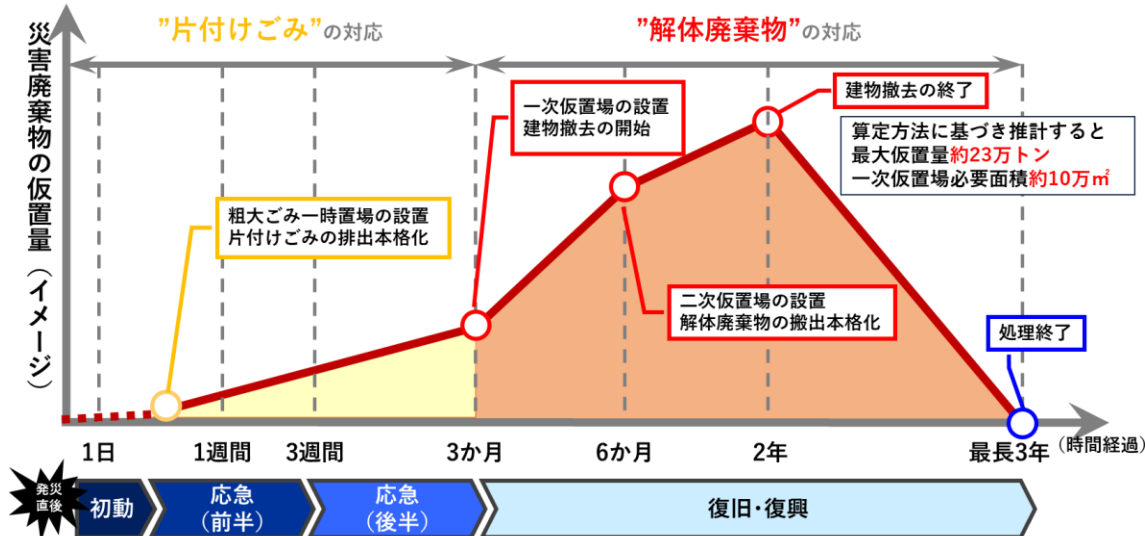 災害廃棄物の仮置量（イメージ）
”片付けごみ”の対応
”解体廃棄物”の対応
粗大ごみ一時置場の設置
片付けごみの排出本格化
一次仮置場の設置
建物撤去の開始
二次仮置場の設置
解体廃棄物の搬出本格化
建物撤去の終了
算定方法に基づき推計すると
最大仮置量約23万トン
一次仮置場必要面積約10万㎡
処理終了
1日
1週間
3週間
3か月
6か月
2年
最長3年
(時間経過)
発災
直後
初動
応急
(前半)
応急
(後半)
復旧・復興